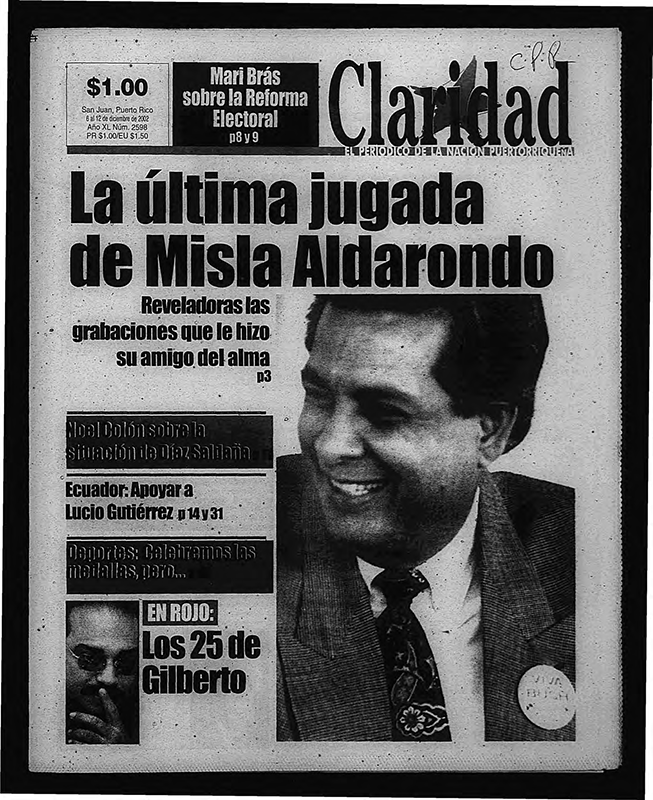 C.P.R
$1.00
San Juan, Puerto Rico
6 al 12 de diciembre de 2002
Año XL Núm. 2598
PR $1.00/EU $1.50
Mari Brás
sobre la Reforma
Electoral
p8 y 9
Claridad
EL PERIODICO DE LA NACIÓN PUERTORRIQUEÑA
La última jugada
de Misla Aldarondo
Reveladoras las
grabaciones que le hizo
su amigo del alma
p3
Noel Colón sobre la
situación de Díaz Saldaña
Ecuador: Apoyar a
Lucio Gutiérrez p 14 y 31
Deportes: Celebremos las
medallas, pero...
EN ROJO:
Los 25 de
Gilberto
VIVA